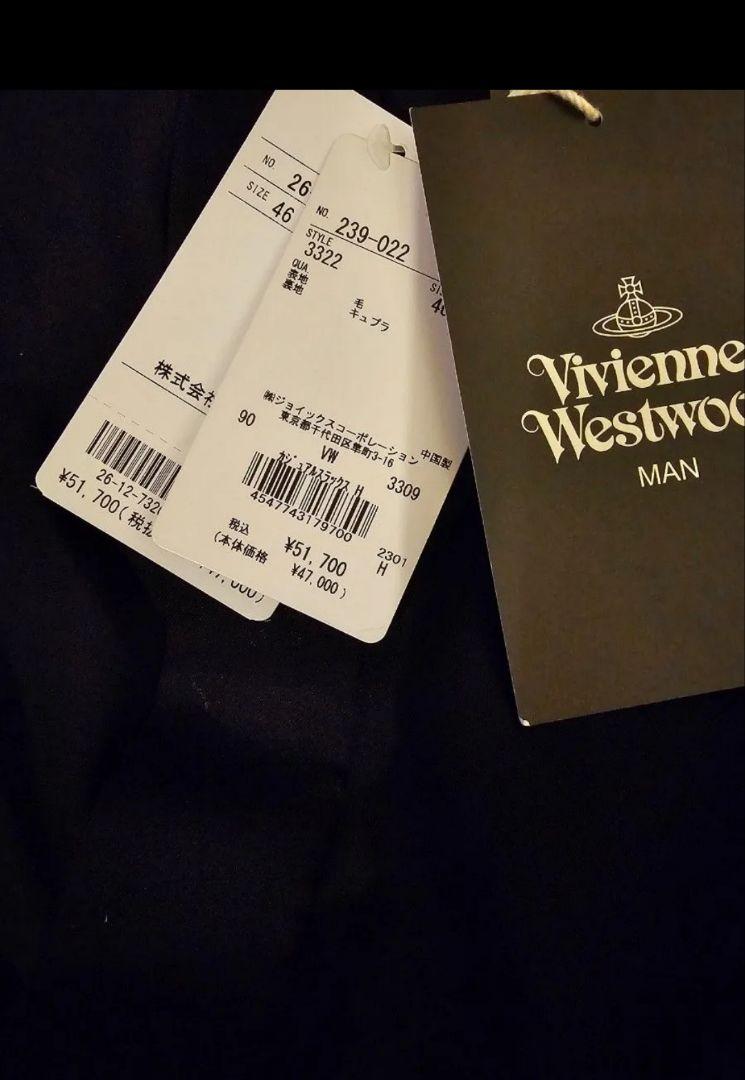 NO. 26
SIZE 46
株式会社
26-12-732
¥51,700(税抜
NO. 239-022
STYLE
3322
QUA.
表地 毛
裏地 キュプラ
㈱ジョイックスコーポレーション 中国製
東京都千代田区隼町3-16
90
VW
カジュアルスラックス H
3309
4547743179700
税込 ¥51,700
(本体価格 ¥47,000)
2301
H
Vivienne
Westwoo
MAN